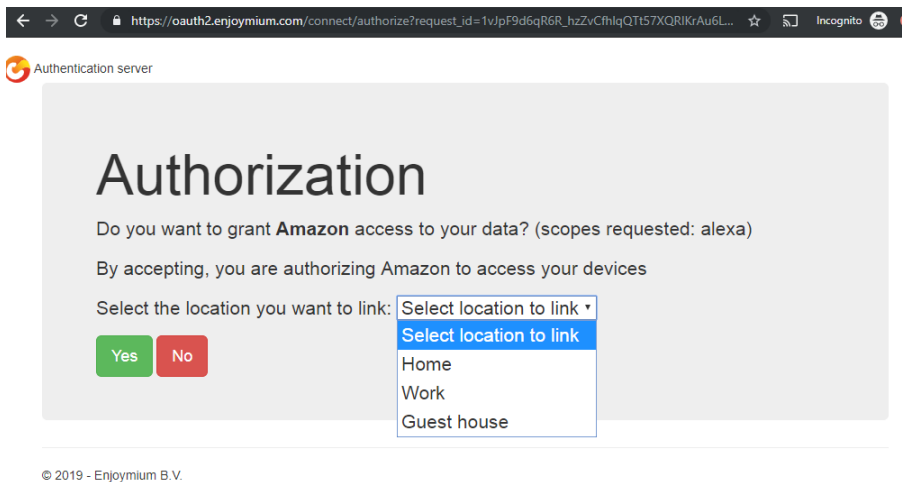 https://oauth2.enjoymium.com/connect/authorize?request_id=1vJpF9d6qR6R_hzZvCfhIqQTt57XQRIKrAu6L... Incognito
Authentication server
Authorization
Do you want to grant Amazon access to your data? (scopes requested: alexa)
By accepting, you are authorizing Amazon to access your devices
Select the location you want to link: Select location to link
Select location to link
Yes No
Home
Work
Guest house
© 2019 - Enjoymium B.V.